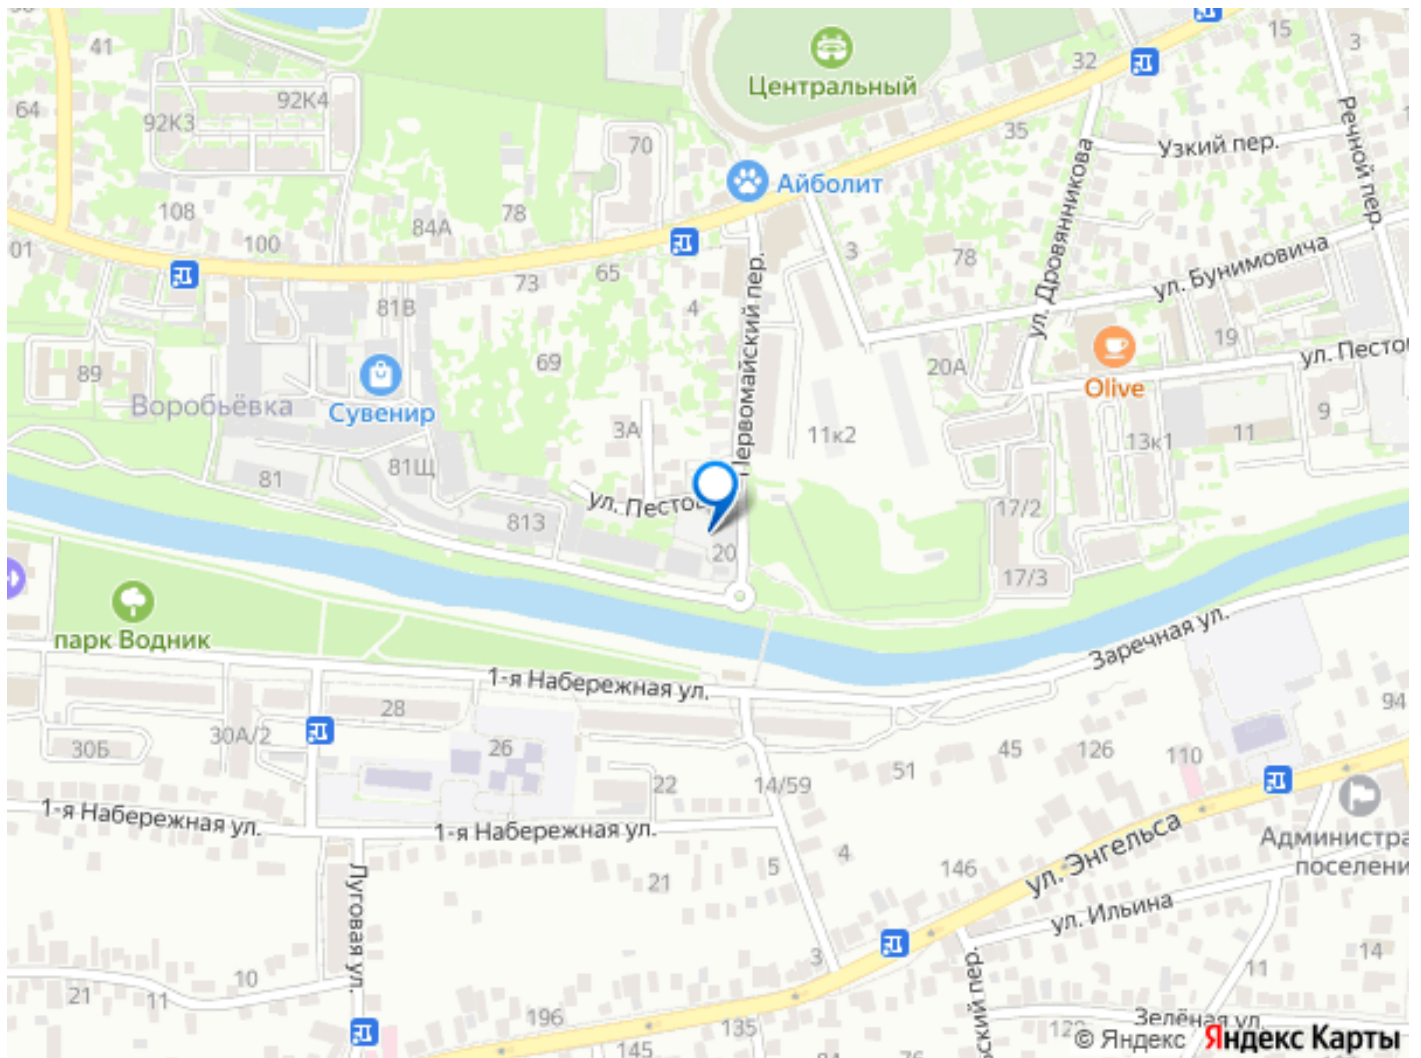 41
15
3
32
64
92К4
Центральный
92К3
35
70
Узкий пер.
Речной пер.
Айболит
108
78
84А
100
01
3
78
ул. Дровянникова
ул. Бунимовича
73
65
4
81В
Первомайский пер.
19
69
20А
ул. Песто
89
Olive
Воробьёвка
Сувенир
3А
11к2
9
11
13к1
81
81Щ
ул. Песто
813
17/2
20
17/3
парк Водник
Заречная ул.
1-я Набережная ул.
28
94
30Б
30А/2
26
45
126
110
51
22
14/59
1-я Набережная ул.
1-я Набережная ул.
Администра
поселени
ул. Энгельса
4
5
146
21
Луговая ул.
ул. Ильина
3
14
10
11
21
11
ский пер.
196
135
145
Зелёная ул.
© Яндекс Яндекс Карты
84
76